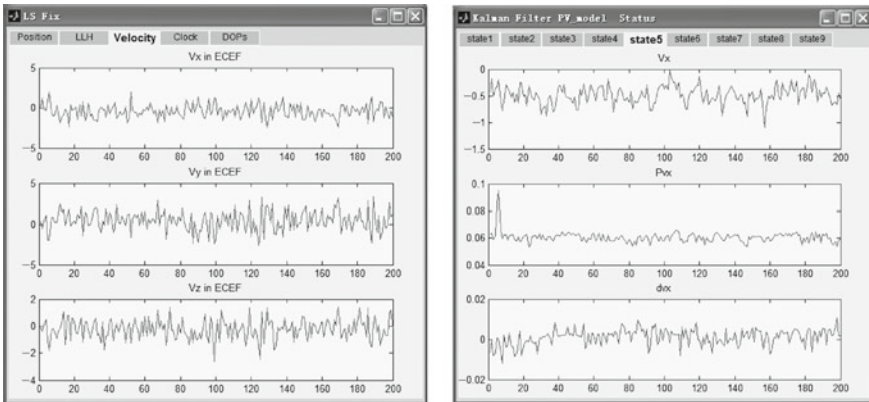 LS Fix
Position LLH Velocity Clock DOPs
Vx in ECEF
5
0
−5
0 20 40 60 80 100 120 140 160 180 200
Vy in ECEF
5
0
−5
0 20 40 60 80 100 120 140 160 180 200
Vz in ECEF
2
0
−2
−4
0 20 40 60 80 100 120 140 160 180 200
Kalman Filter PV_model Status
state1 state2 state3 state4 state5 state6 state7 state8 state9
Vx
0
−0.5
−1
−1.5
0 20 40 60 80 100 120 140 160 180 200
Pvx
0.1
0.08
0.06
0.04
0 20 40 60 80 100 120 140 160 180 200
dvx
0.02
0
−0.02
0 20 40 60 80 100 120 140 160 180 200